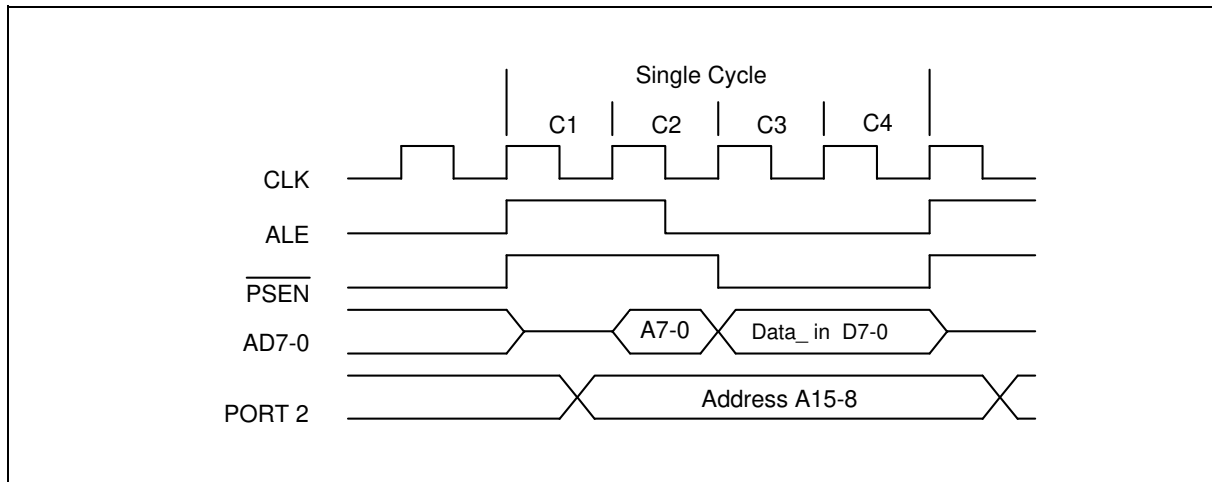 Single Cycle
C1 C2 C3 C4
CLK
ALE
PSEN
AD7-0 A7-0 Data_ in D7-0
PORT 2 Address A15-8